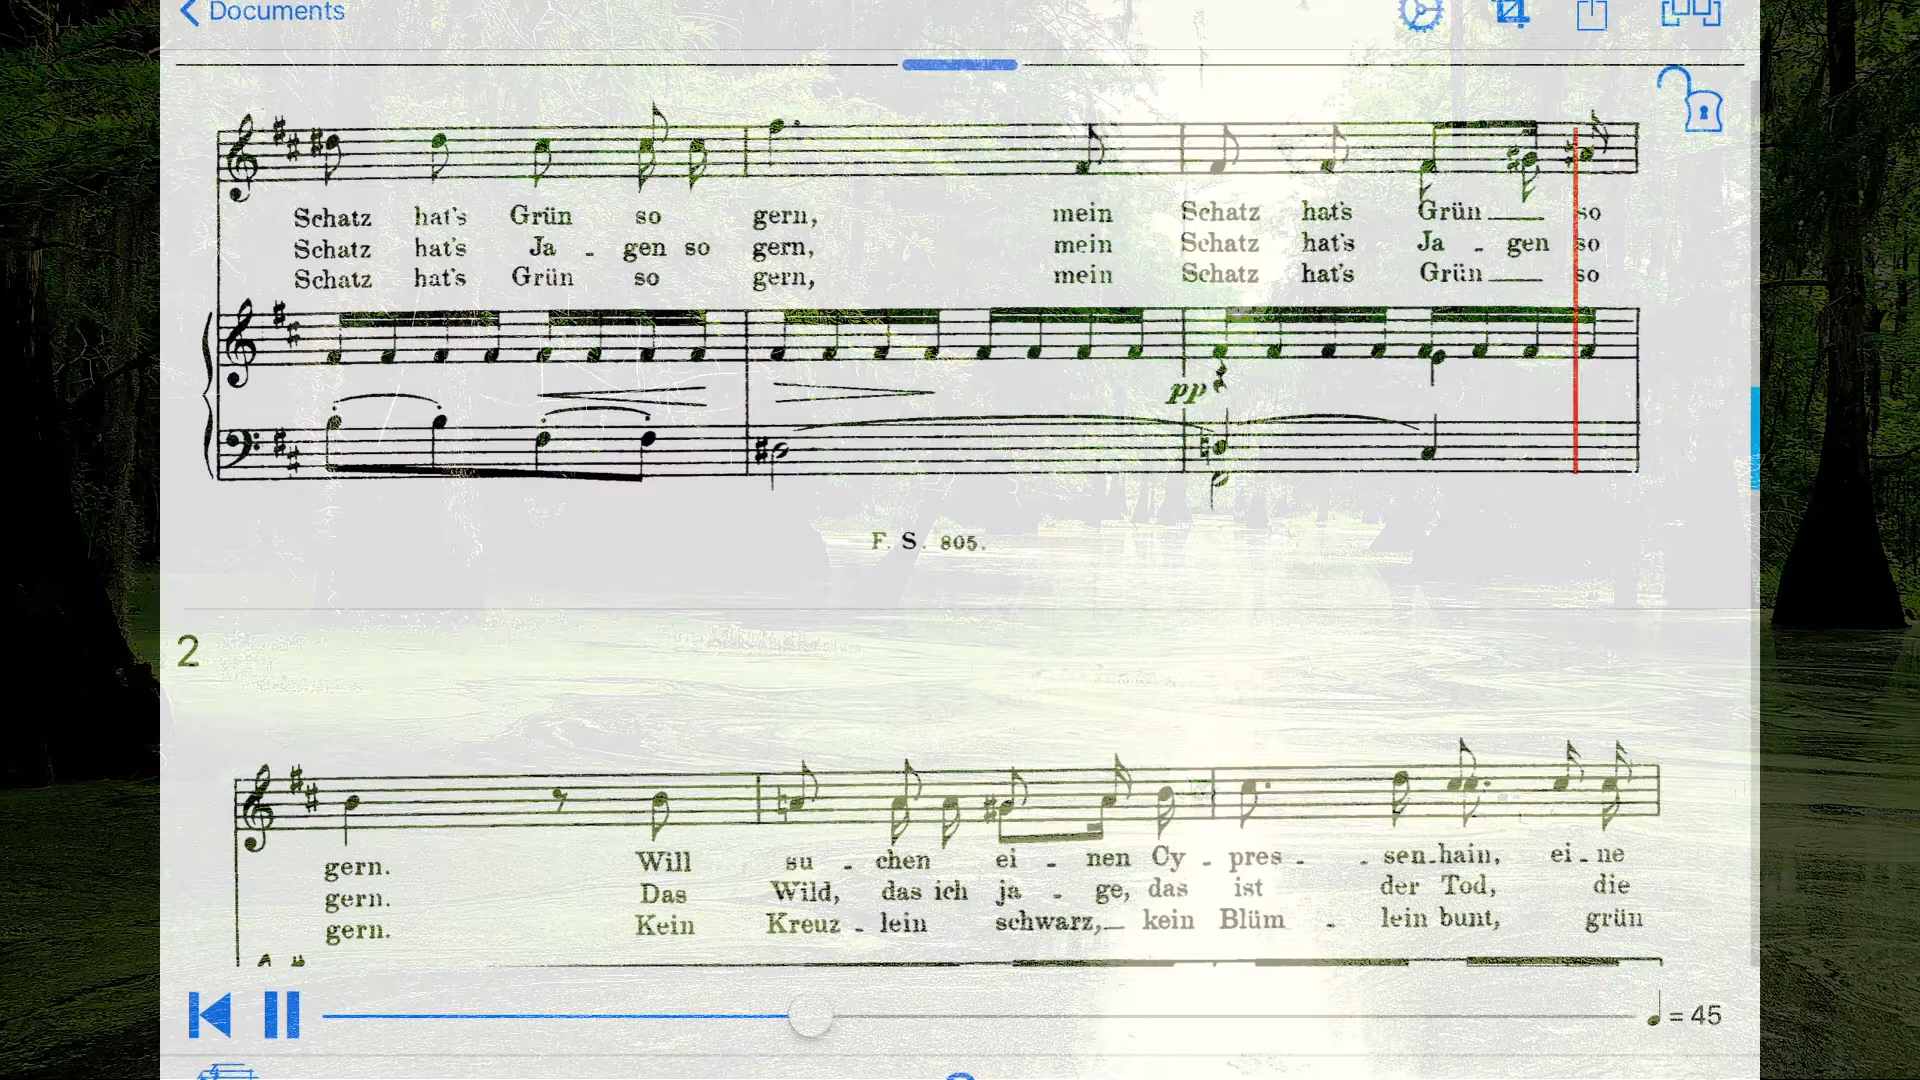 Documents
Schatz hat's Grün so gern, mein Schatz hat's Grün so
Schatz hat's Ja - gen so gern, mein Schatz hat's Ja - gen so
Schatz hat's Grün so gern, mein Schatz hat's Grün so
pp
F. S. 805.
2
gern. Will su - chen ei - nen Cy - pres - - sen-hain, ei - ne
gern. Das Wild, das ich ja - ge, das ist der Tod, die
gern. Kein Kreuz - lein schwarz, kein Blüm - lein bunt, grün
= 45